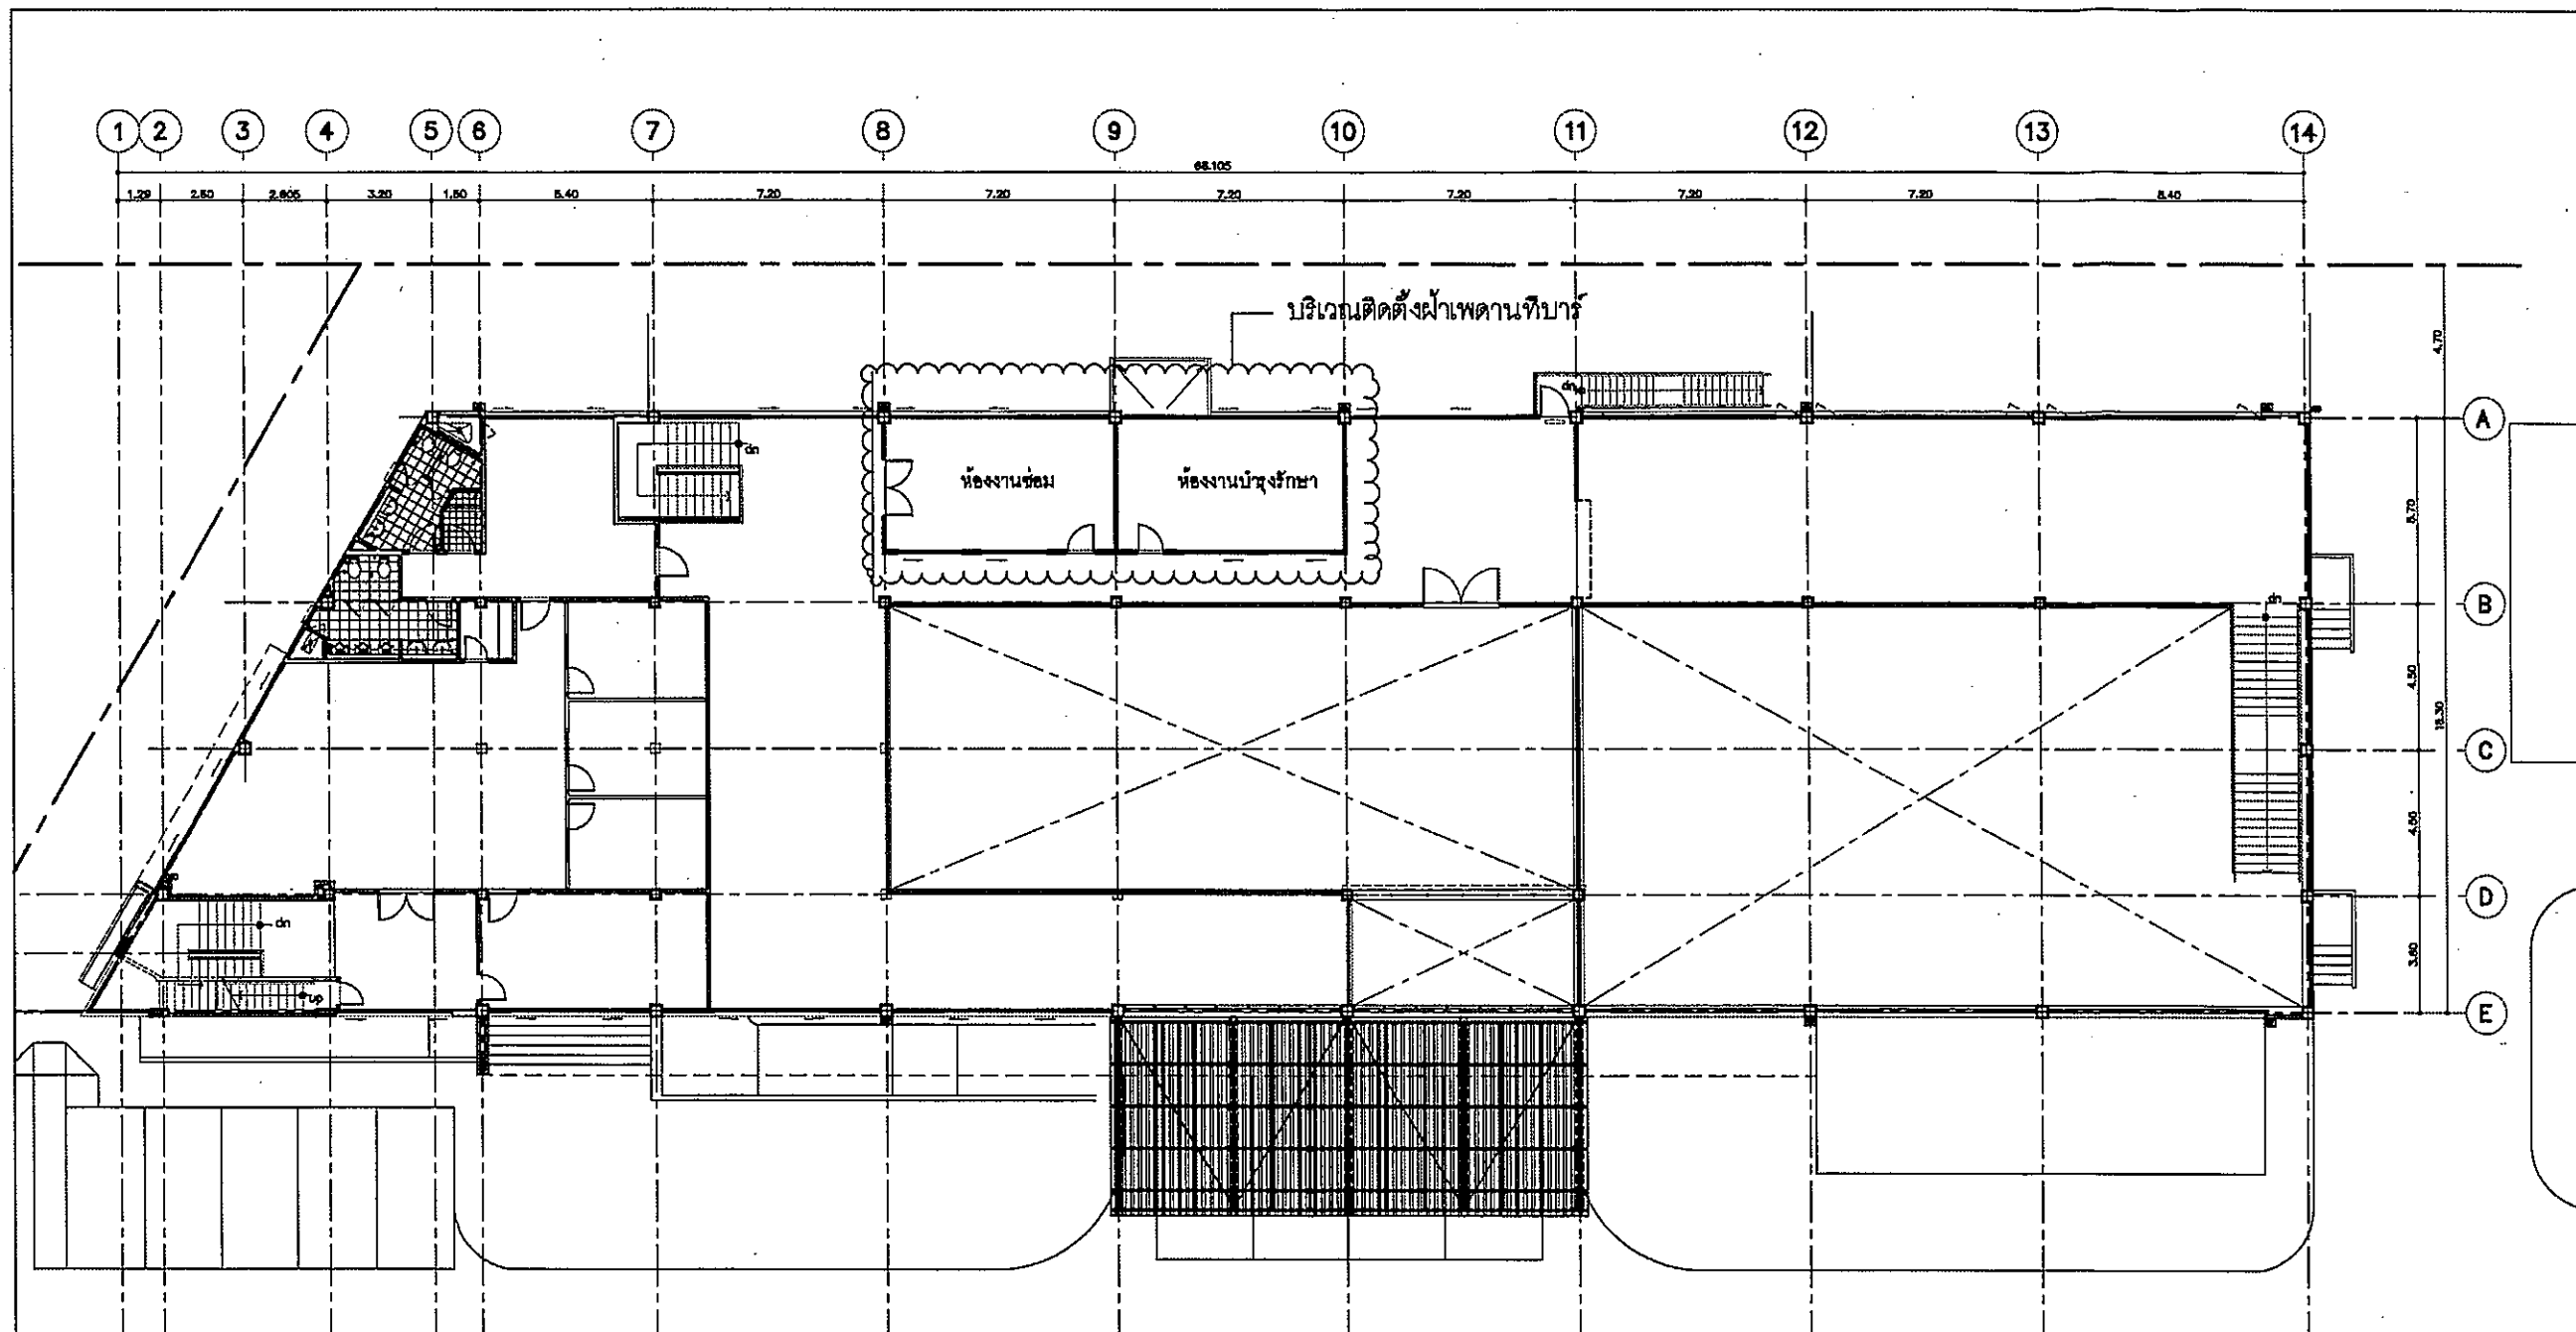 1 2 3 4 5 6 7 8 9 10 11 12 13 14
68.105
1.29 2.50 2.605 3.20 1.50 5.40 7.20 7.20 7.20 7.20 7.20 7.20 8.40
บริเวณติดตั้งฝ้าเพดานทีบาร์
4.70
dn
A
dn
ห้องงานซ่อม ห้องงานบำรุงรักษา
5.70
dn
B
4.50
18.30
C
4.50
D
dn
3.60
up
E